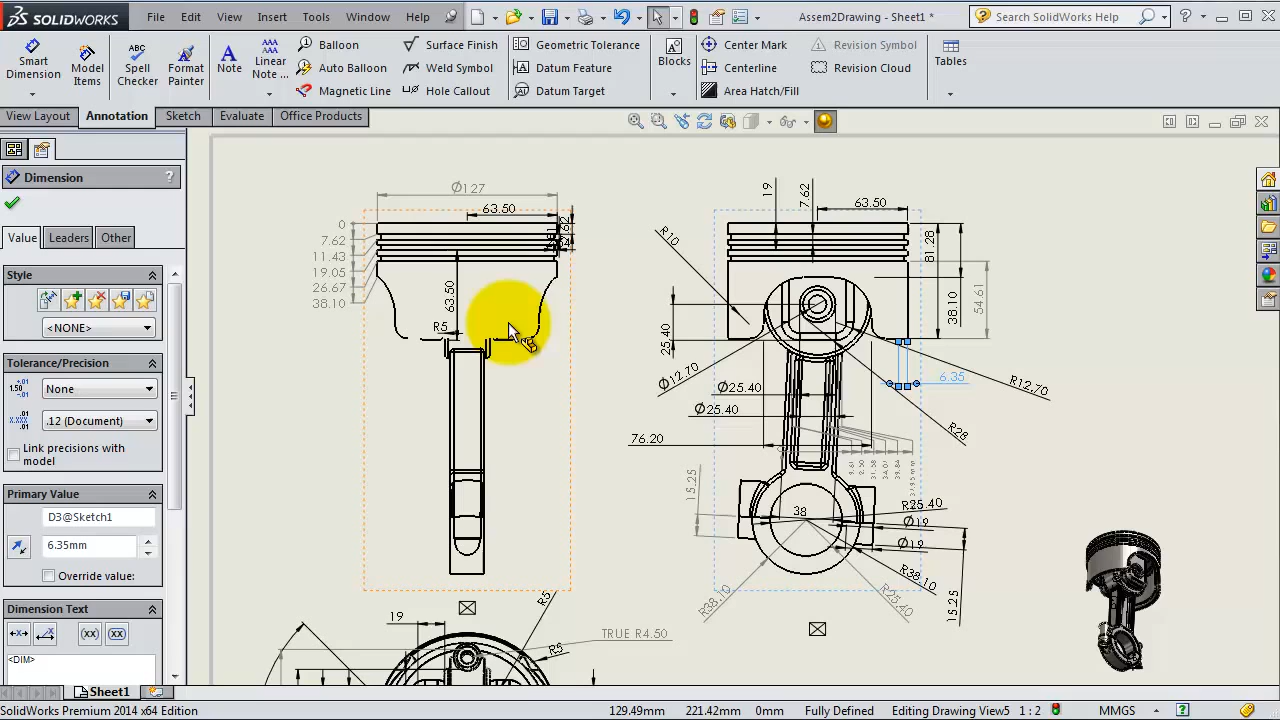 SOLIDWORKS
File Edit View Insert Tools Window Help
Assem2Drawing - Sheet1 *
Search SolidWorks Help
Smart Dimension
Model Items
Spell Checker
Format Painter
Note
Linear Note ...
Balloon
Auto Balloon
Magnetic Line
Surface Finish
Weld Symbol
Hole Callout
Geometric Tolerance
Datum Feature
Datum Target
Blocks
Center Mark
Centerline
Area Hatch/Fill
Revision Symbol
Revision Cloud
Tables
View Layout Annotation Sketch Evaluate Office Products
Dimension ?
Value Leaders Other
Style
<NONE>
Tolerance/Precision
None
.12 (Document)
Link precisions with
model
Primary Value
D3@Sketch1
6.35mm
Override value:
Dimension Text
<DIM>
Ø127
63.50
0
7.62
11.43
19.05
26.67
38.10
63.50
R5
19
7.62
63.50
R10
81.28
38.10
54.61
25.40
Ø12.70
6.35
R12.70
Ø25.40
Ø25.40
R28
76.20
15.25
38
R25.40
Ø19
Ø19
R38.10
R38.10
R25.40
15.25
19
R5
TRUE R4.50
R5
Sheet1
SolidWorks Premium 2014 x64 Edition
129.49mm 221.42mm 0mm Fully Defined Editing Drawing View5 1 : 2 MMGS